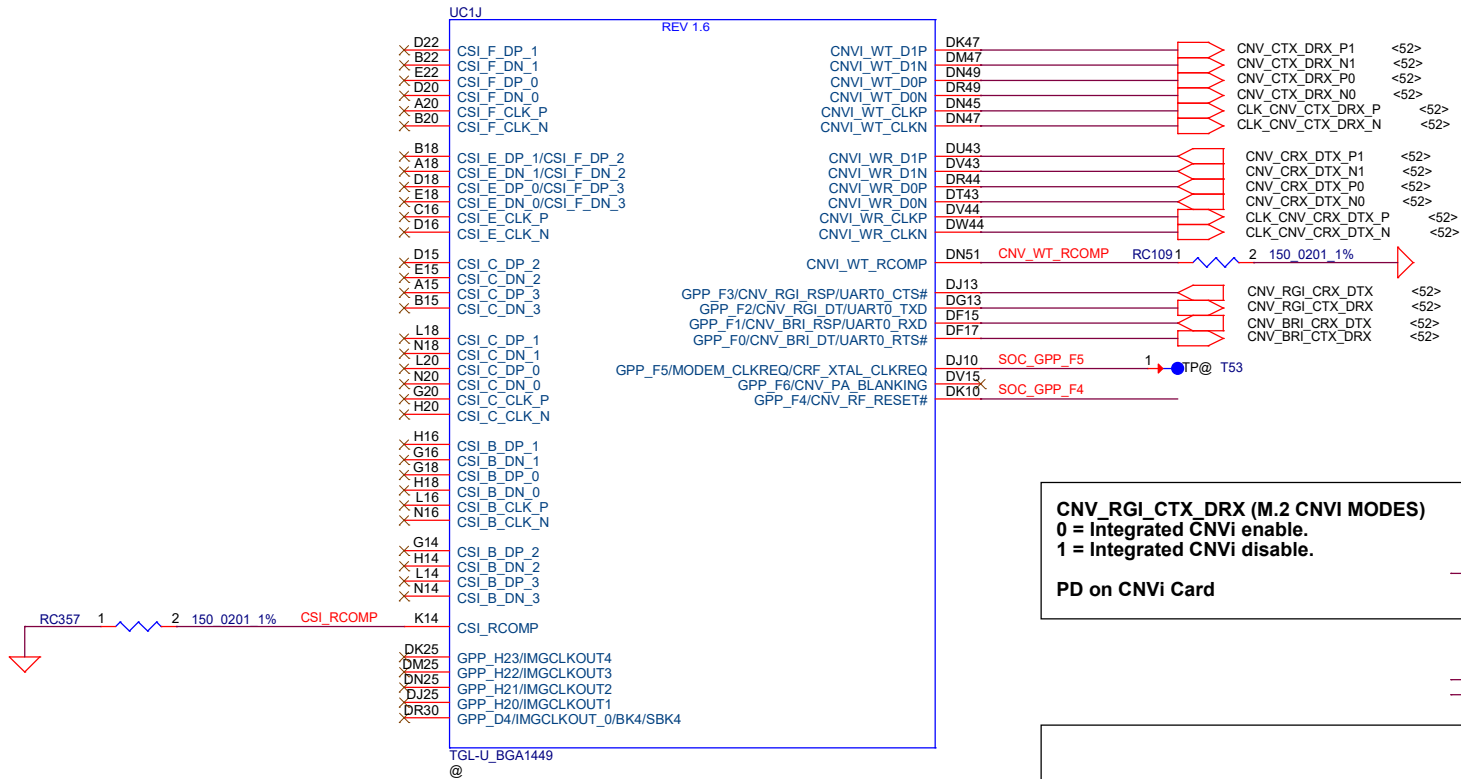 UC1J
REV 1.6
D22 CSI_F_DP_1
B22 CSI_F_DN_1
E22 CSI_F_DP_0
D20 CSI_F_DN_0
A20 CSI_F_CLK_P
B20 CSI_F_CLK_N
B18 CSI_E_DP_1/CSI_F_DP_2
A18 CSI_E_DN_1/CSI_F_DN_2
D18 CSI_E_DP_0/CSI_F_DP_3
E18 CSI_E_DN_0/CSI_F_DN_3
C16 CSI_E_CLK_P
D16 CSI_E_CLK_N
D15 CSI_C_DP_2
E15 CSI_C_DN_2
A15 CSI_C_DP_3
B15 CSI_C_DN_3
L18 CSI_C_DP_1
N18 CSI_C_DN_1
L20 CSI_C_DP_0
N20 CSI_C_DN_0
G20 CSI_C_CLK_P
H20 CSI_C_CLK_N
H16 CSI_B_DP_1
G16 CSI_B_DN_1
G18 CSI_B_DP_0
H18 CSI_B_DN_0
L16 CSI_B_CLK_P
N16 CSI_B_CLK_N
G14 CSI_B_DP_2
H14 CSI_B_DN_2
L14 CSI_B_DP_3
N14 CSI_B_DN_3
RC357 1 2 150_0201_1% CSI_RCOMP K14 CSI_RCOMP
DK25 GPP_H23/IMGCLKOUT4
DM25 GPP_H22/IMGCLKOUT3
DN25 GPP_H21/IMGCLKOUT2
DJ25 GPP_H20/IMGCLKOUT1
DR30 GPP_D4/IMGCLKOUT_0/BK4/SBK4
CNVI_WT_D1P DK47 CNV_CTX_DRX_P1 <52>
CNVI_WT_D1N DM47 CNV_CTX_DRX_N1 <52>
CNVI_WT_D0P DN49 CNV_CTX_DRX_P0 <52>
CNVI_WT_D0N DR49 CNV_CTX_DRX_N0 <52>
CNVI_WT_CLKP DN45 CLK_CNV_CTX_DRX_P <52>
CNVI_WT_CLKN DN47 CLK_CNV_CTX_DRX_N <52>
CNVI_WR_D1P DU43 CNV_CRX_DTX_P1 <52>
CNVI_WR_D1N DV43 CNV_CRX_DTX_N1 <52>
CNVI_WR_D0P DR44 CNV_CRX_DTX_P0 <52>
CNVI_WR_D0N DT43 CNV_CRX_DTX_N0 <52>
CNVI_WR_CLKP DV44 CLK_CNV_CRX_DTX_P <52>
CNVI_WR_CLKN DW44 CLK_CNV_CRX_DTX_N <52>
CNVI_WT_RCOMP DN51 CNV_WT_RCOMP RC109 1 2 150_0201_1%
GPP_F3/CNV_RGI_RSP/UART0_CTS# DJ13 CNV_RGI_CRX_DTX <52>
GPP_F2/CNV_RGI_DT/UART0_TXD DG13 CNV_RGI_CTX_DRX <52>
GPP_F1/CNV_BRI_RSP/UART0_RXD DF15 CNV_BRI_CRX_DTX <52>
GPP_F0/CNV_BRI_DT/UART0_RTS# DF17 CNV_BRI_CTX_DRX <52>
GPP_F5/MODEM_CLKREQ/CRF_XTAL_CLKREQ DJ10 SOC_GPP_F5 1 TP@ T53
GPP_F6/CNV_PA_BLANKING DV15
GPP_F4/CNV_RF_RESET# DK10 SOC_GPP_F4
TGL-U_BGA1449
@
CNV_RGI_CTX_DRX (M.2 CNVI MODES)
0 = Integrated CNVi enable.
1 = Integrated CNVi disable.
PD on CNVi Card